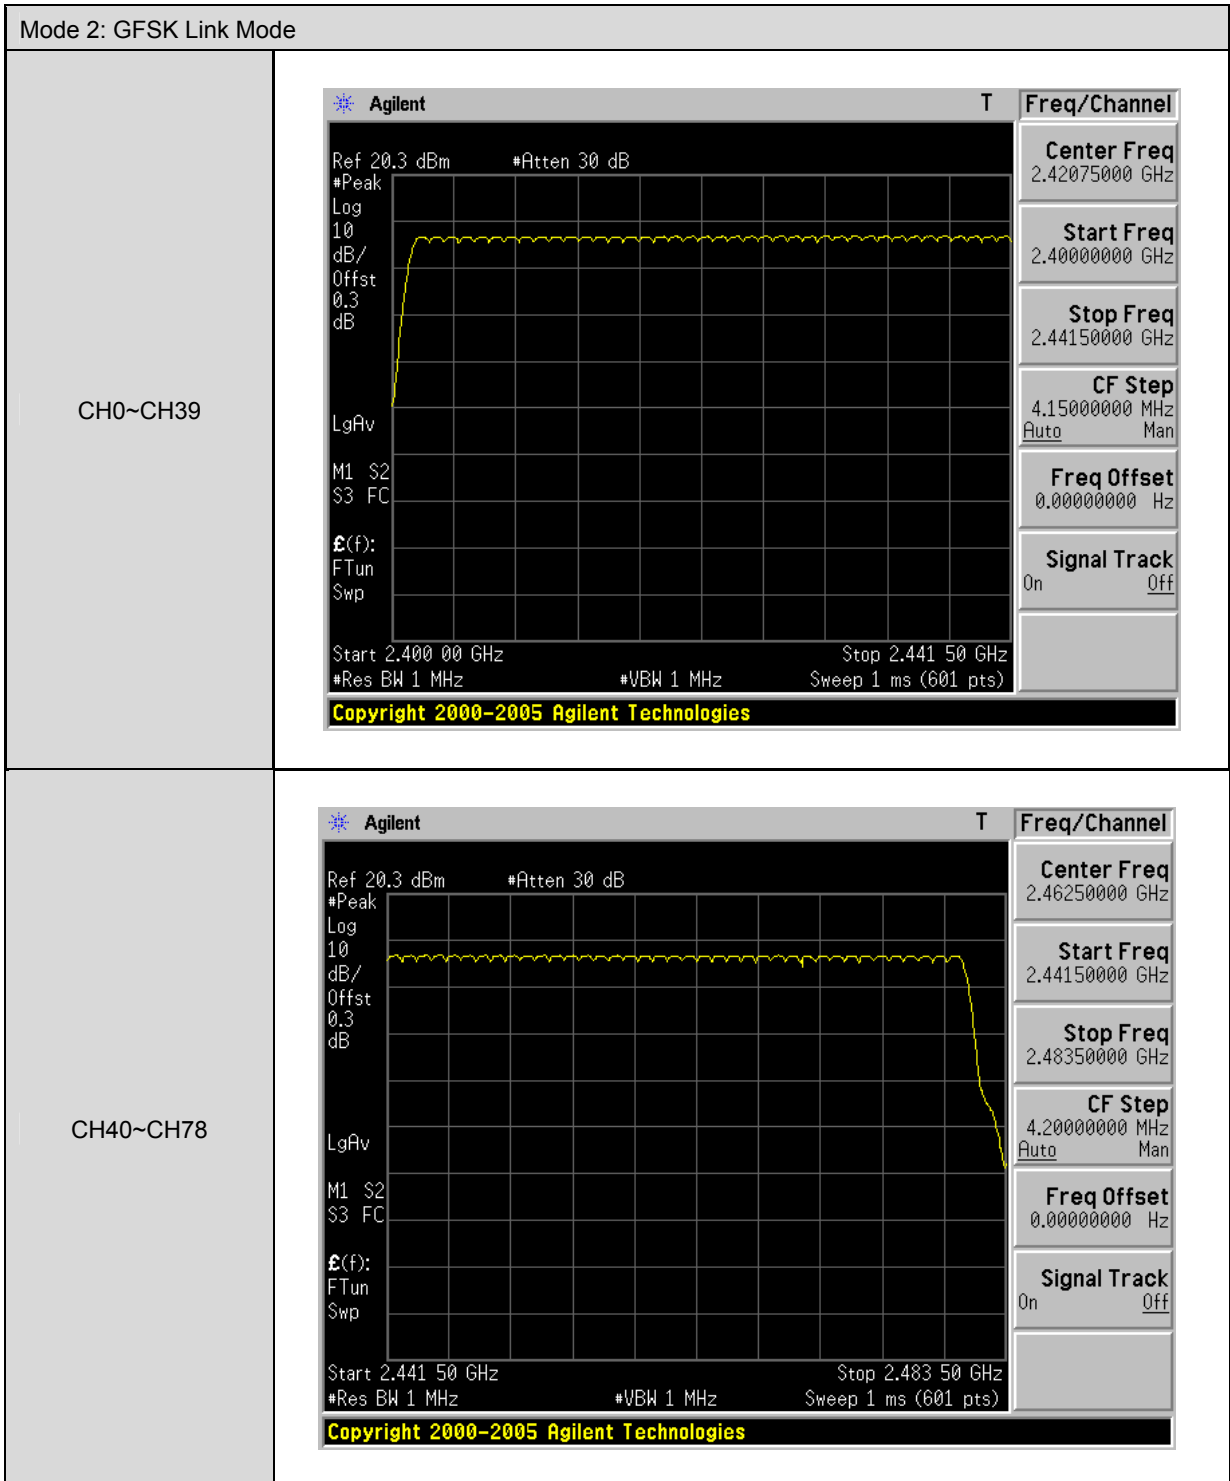 Mode 2: GFSK Link Mode
CH0~CH39
Agilent T Freq/Channel
Ref 20.3 dBm #Atten 30 dB
#Peak
Log
10
dB/
Offst
0.3
dB
LgAv
M1 S2
S3 FC
£(f):
FTun
Swp
Start 2.400 00 GHz Stop 2.441 50 GHz
#Res BW 1 MHz #VBW 1 MHz Sweep 1 ms (601 pts)
Copyright 2000-2005 Agilent Technologies
Center Freq
2.42075000 GHz
Start Freq
2.40000000 GHz
Stop Freq
2.44150000 GHz
CF Step
4.15000000 MHz
Auto Man
Freq Offset
0.00000000 Hz
Signal Track
On Off
CH40~CH78
Agilent T Freq/Channel
Ref 20.3 dBm #Atten 30 dB
#Peak
Log
10
dB/
Offst
0.3
dB
LgAv
M1 S2
S3 FC
£(f):
FTun
Swp
Start 2.441 50 GHz Stop 2.483 50 GHz
#Res BW 1 MHz #VBW 1 MHz Sweep 1 ms (601 pts)
Copyright 2000-2005 Agilent Technologies
Center Freq
2.46250000 GHz
Start Freq
2.44150000 GHz
Stop Freq
2.48350000 GHz
CF Step
4.20000000 MHz
Auto Man
Freq Offset
0.00000000 Hz
Signal Track
On Off